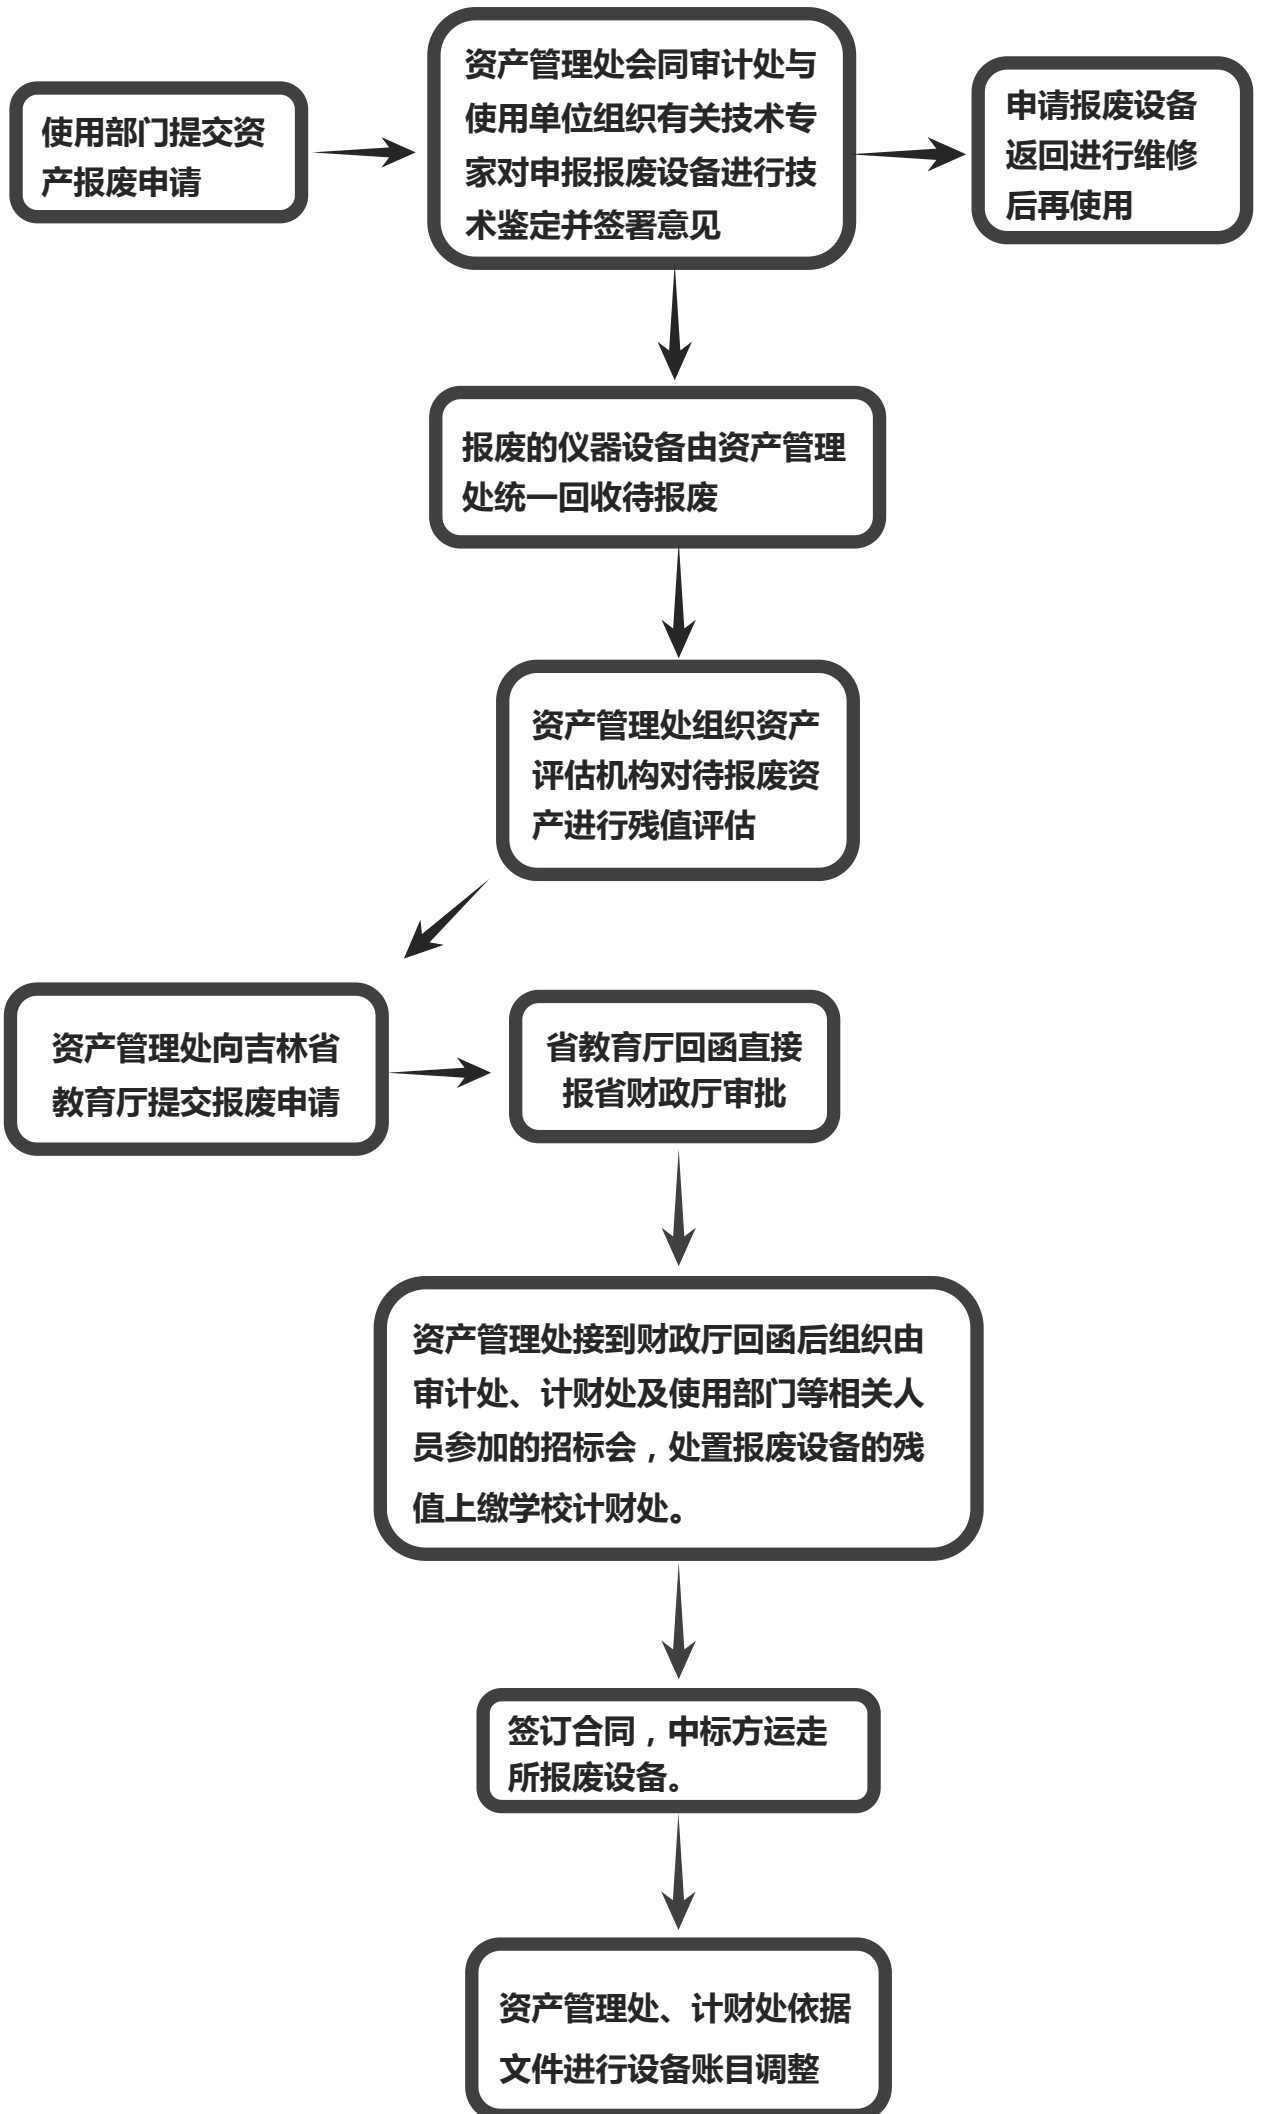 使用部门提交资
产报废申请
资产管理处会同审计处与
使用单位组织有关技术专
家对申报报废设备进行技
术鉴定并签署意见
申请报废设备
返回进行维修
后再使用
报废的仪器设备由资产管理
处统一回收待报废
资产管理处组织资产
评估机构对待报废资
产进行残值评估
资产管理处向吉林省
教育厅提交报废申请
省教育厅回函直接
报省财政厅审批
资产管理处接到财政厅回函后组织由
审计处、计财处及使用部门等相关人
员参加的招标会，处置报废设备的残
值上缴学校计财处。
签订合同，中标方运走
所报废设备。
资产管理处、计财处依据
文件进行设备账目调整